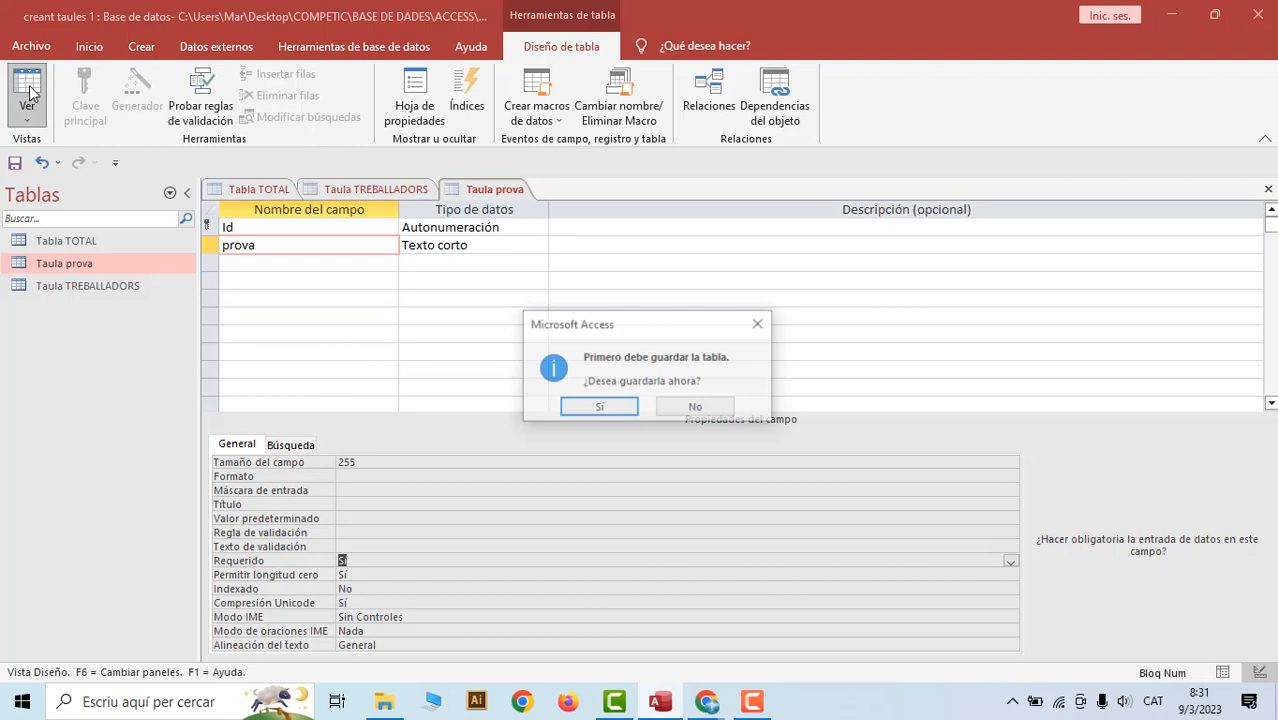 creant taules 1 : Base de datos- C:\Users\Mar\Desktop\COMPETIC\BASE DE DADES\ACCESS\...
Herramientas de tabla
Inic. ses.
Archivo Inicio Crear Datos externos Herramientas de base de datos Ayuda Diseño de tabla ¿Qué desea hacer?
Ver
Clave principal
Generador
Probar reglas de validación
Insertar filas
Eliminar filas
Modificar búsquedas
Hoja de propiedades
Índices
Crear macros de datos
Cambiar nombre/ Eliminar Macro
Relaciones
Dependencias del objeto
Vistas Herramientas Mostrar u ocultar Eventos de campo, registro y tabla Relaciones
Tablas
Buscar...
Tabla TOTAL
Taula prova
Taula TREBALLADORS
Tabla TOTAL Taula TREBALLADORS Taula prova
Nombre del campo Tipo de datos Descripción (opcional)
Id Autonumeración
prova Texto corto
Microsoft Access
Primero debe guardar la tabla.
¿Desea guardarla ahora?
Sí No
Propiedades del campo
General Búsqueda
Tamaño del campo 255
Formato
Máscara de entrada
Título
Valor predeterminado
Regla de validación
Texto de validación
Requerido Sí
Permitir longitud cero Sí
Indexado No
Compresión Unicode Sí
Modo IME Sin Controles
Modo de oraciones IME Nada
Alineación del texto General
¿Hacer obligatoria la entrada de datos en este
campo?
Vista Diseño. F6 = Cambiar paneles. F1 = Ayuda. Bloq Num
Escriu aquí per cercar
Ai
CAT
8:31
9/3/2023